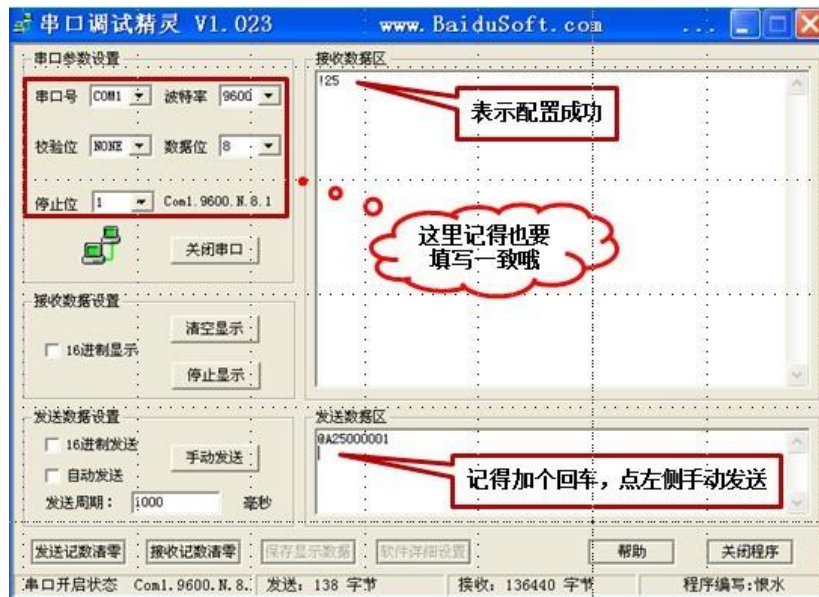 串口调试精灵 V1.023 www.BaiduSoft.com ...
串口参数设置
串口号 COM1 波特率 9600
校验位 NONE 数据位 8
停止位 1 Com1.9600.N.8.1
关闭串口
接收数据设置
清空显示
16进制显示
停止显示
发送数据设置
16进制发送
手动发送
自动发送
发送周期： 1000 毫秒
接收数据区
!25
表示配置成功
这里记得也要
填写一致哦
发送数据区
@A25000001
记得加个回车，点左侧手动发送
发送记数清零 接收记数清零 保存显示数据 软件详细设置 帮助 关闭程序
串口开启状态 Com1.9600.N.8. 发送：138 字节 接收：136440 字节 程序编写:恨水